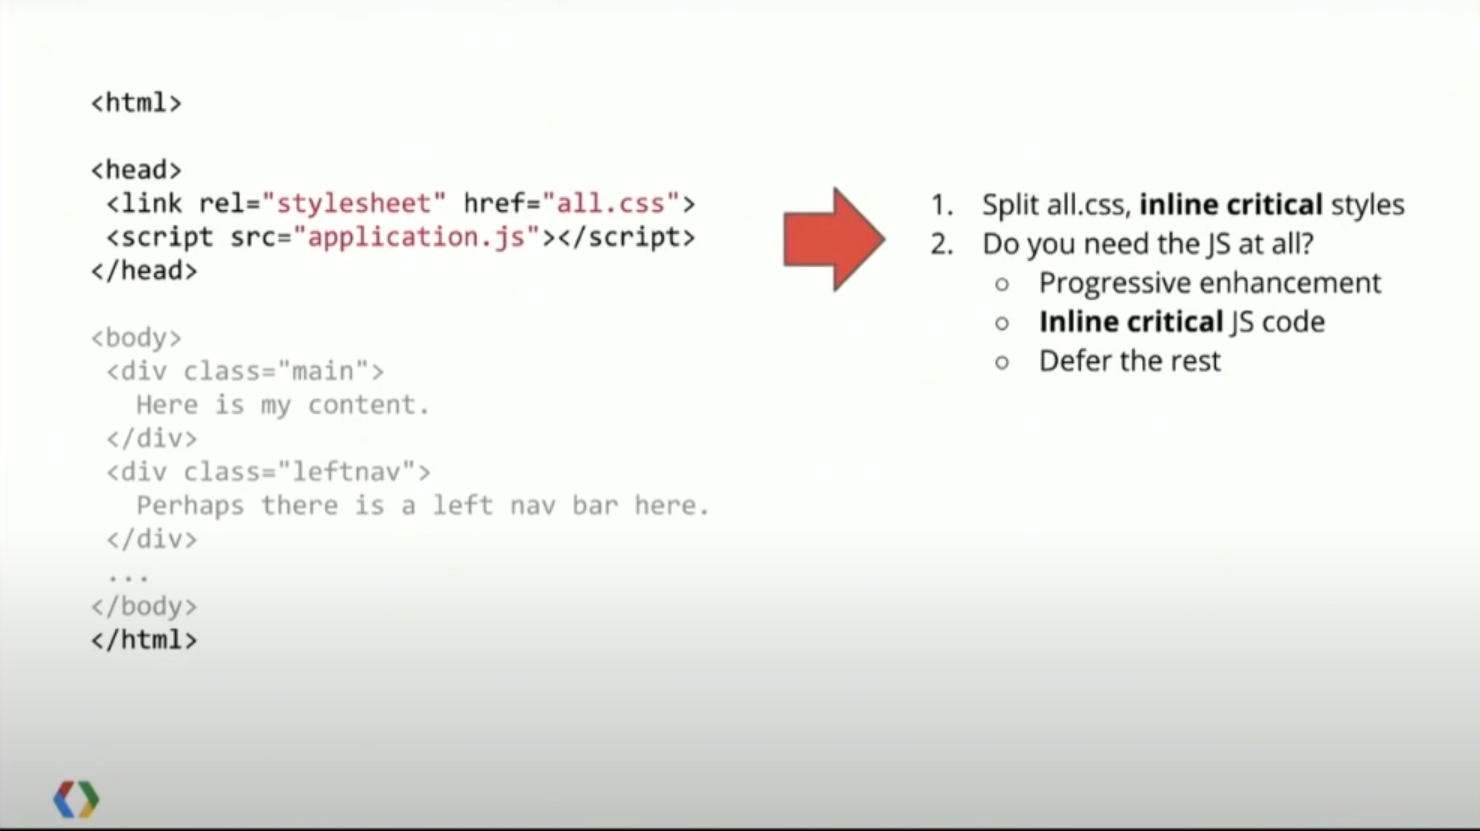 <html>
<head>
<link rel="stylesheet" href="all.css">
<script src="application.js"></script>
</head>
<body>
<div class="main">
Here is my content.
</div>
<div class="leftnav">
Perhaps there is a left nav bar here.
</div>
...
</body>
</html>
1. Split all.css, inline critical styles
2. Do you need the JS at all?
○ Progressive enhancement
○ Inline critical JS code
○ Defer the rest